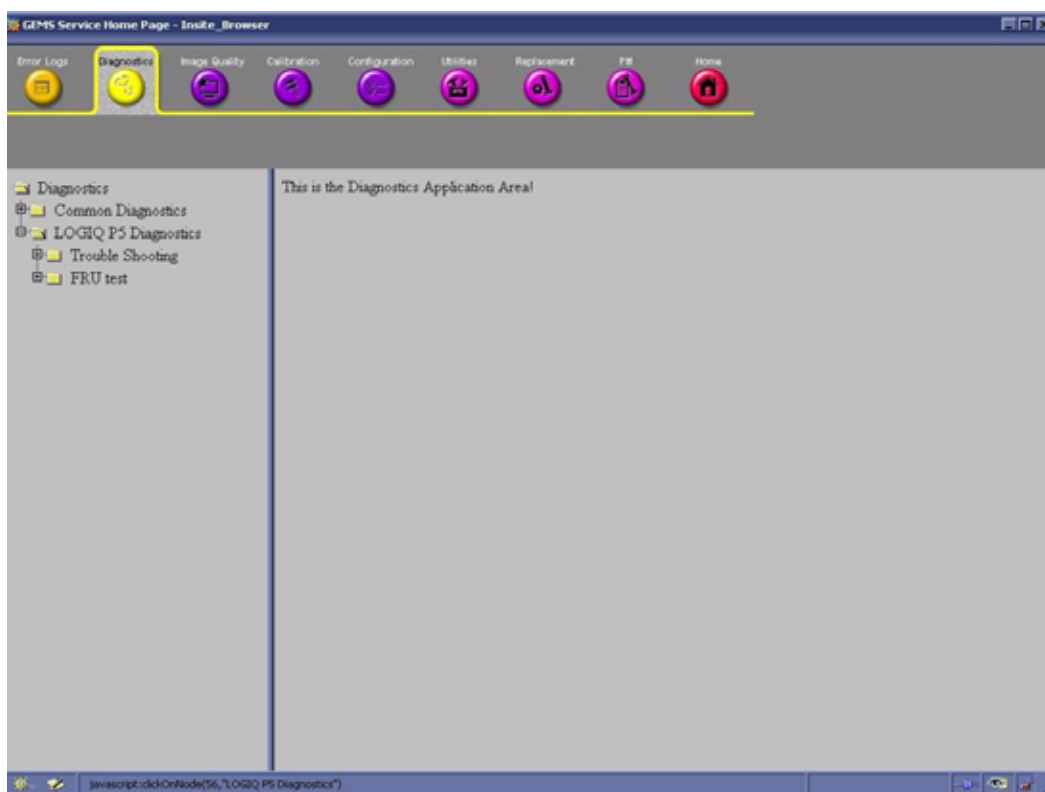 GEMS Service Home Page - Insite_Browser
Error Logs Diagnostics Image Quality Calibration Configuration Utilities Replacement PM Home
Diagnostics
Common Diagnostics
LOGIQ P5 Diagnostics
Trouble Shooting
FRU test
This is the Diagnostics Application Area!
javascript:clickOnNode(56,"LOGIQ P5 Diagnostics")